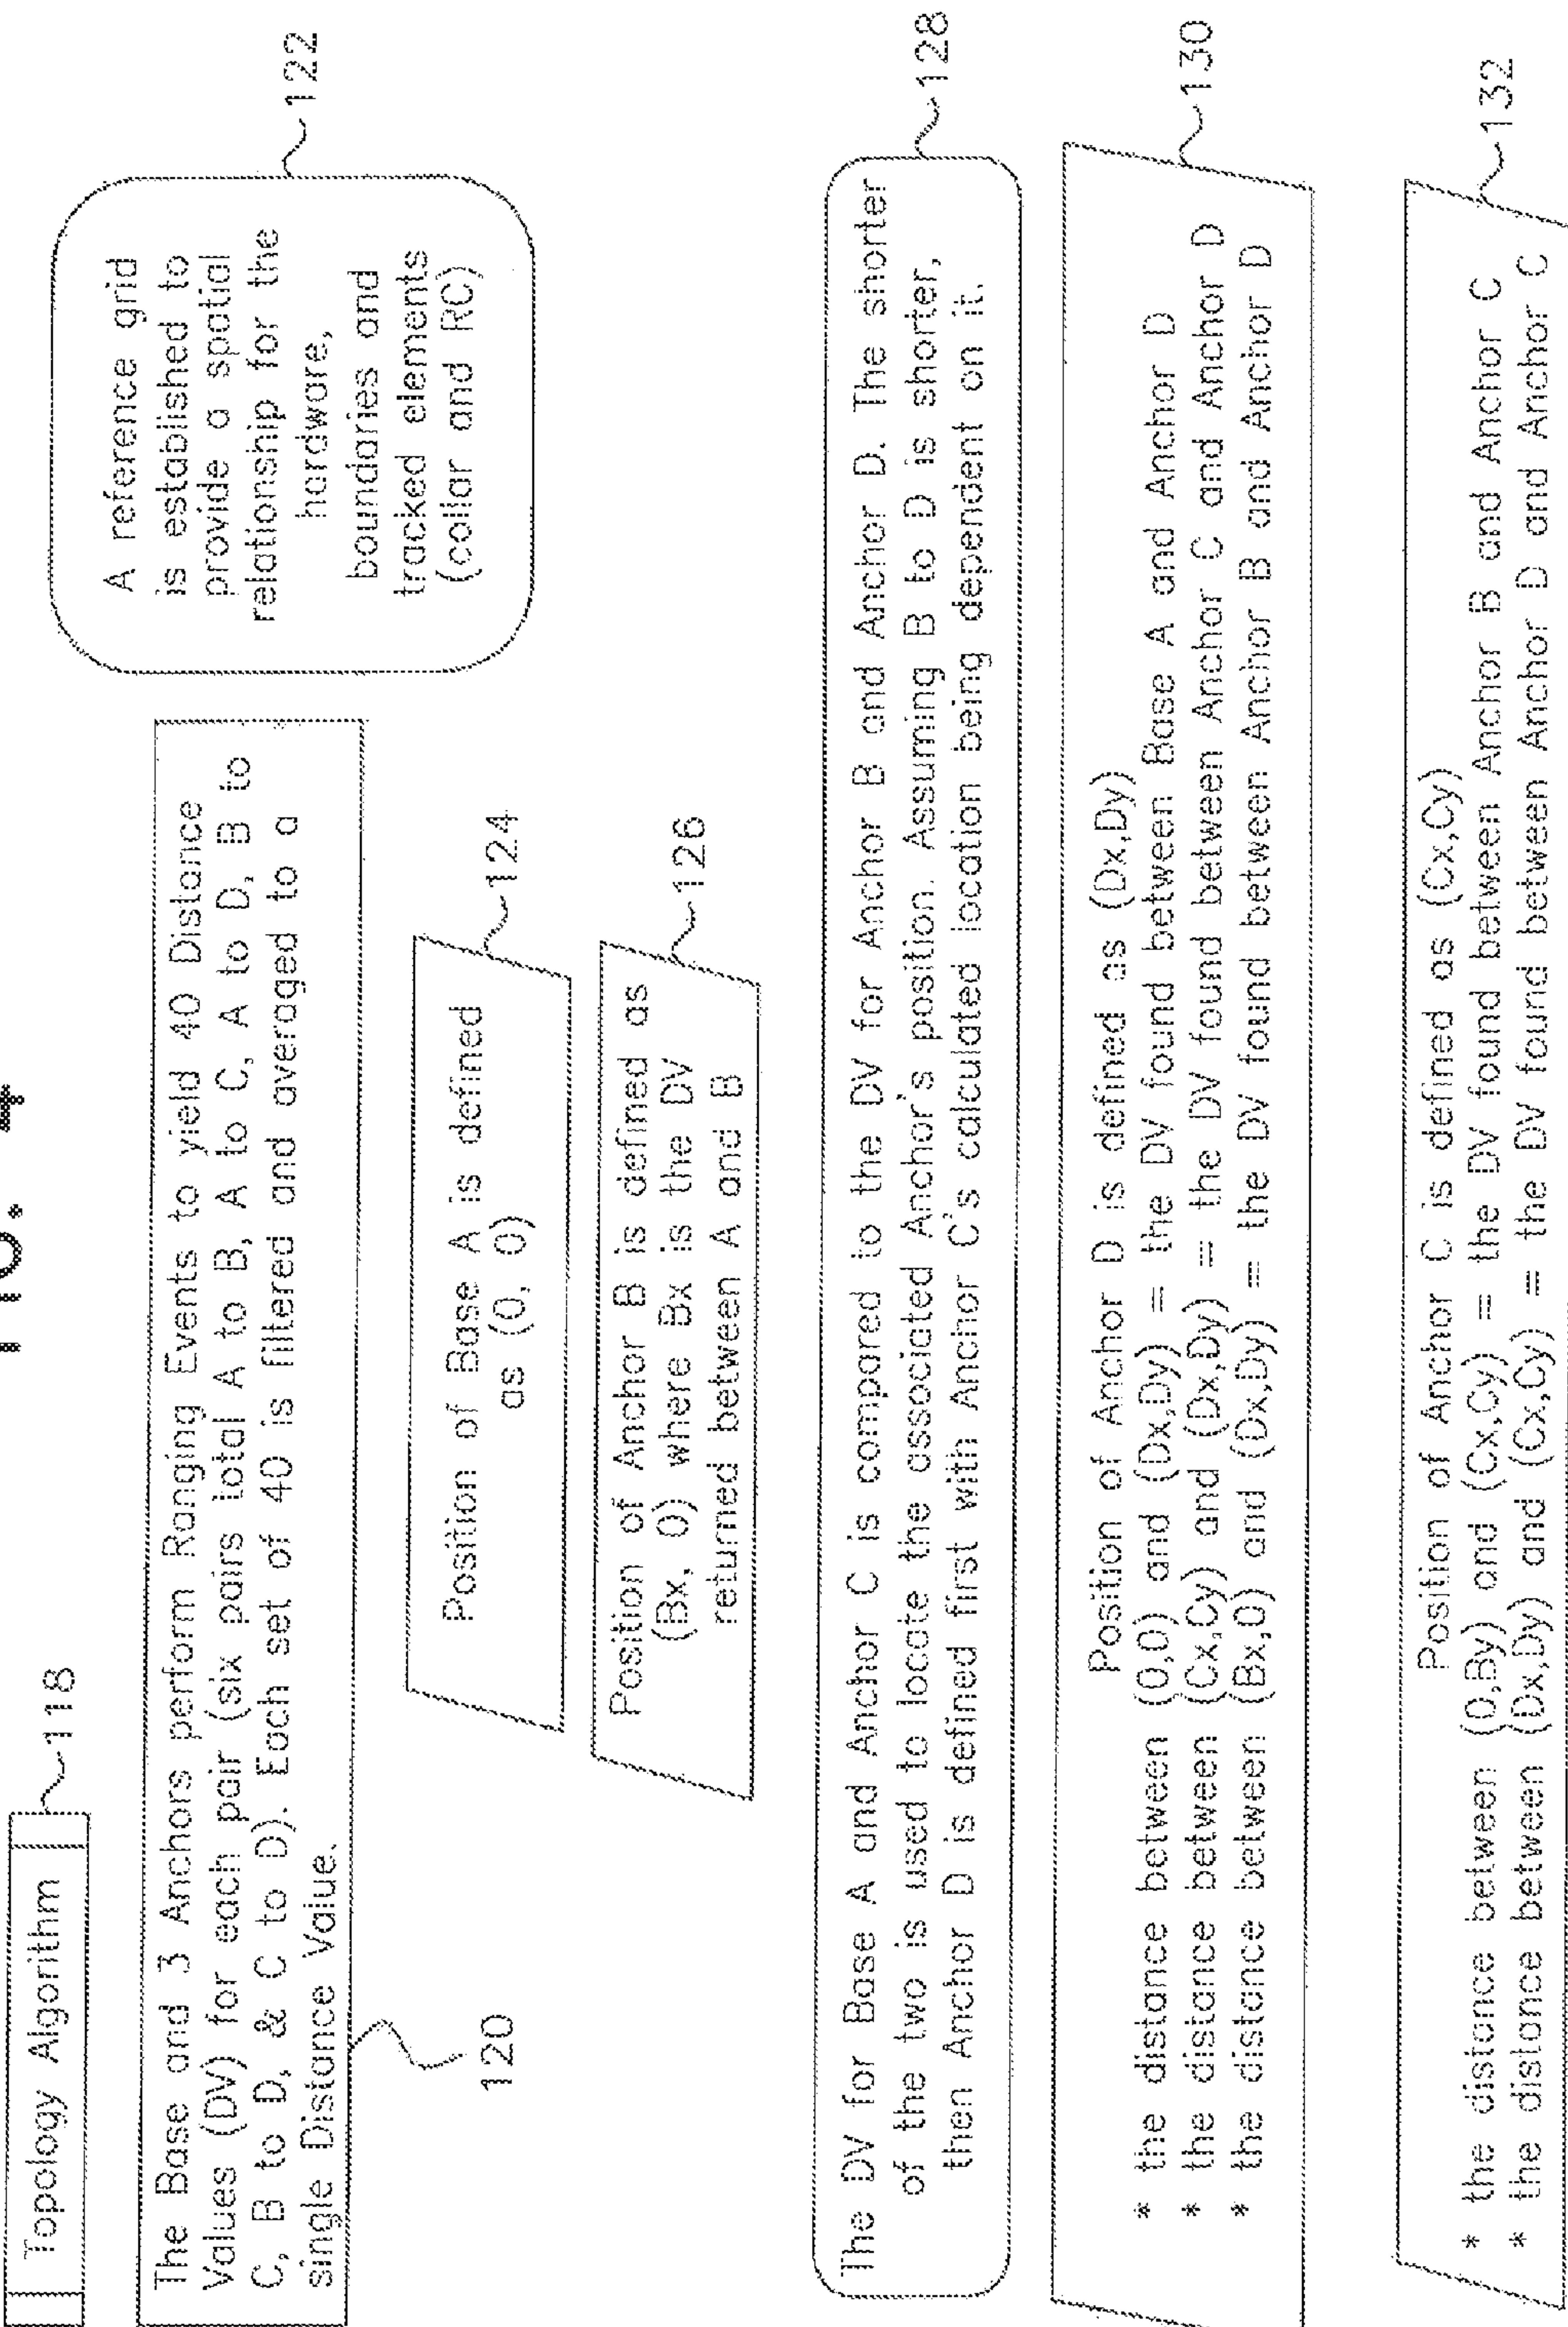 FIG. 4
Topology Algorithm
118
The Base and 3 Anchors perform Ranging Events to yield 40 Distance
Values (DV) for each pair (six pairs total A to B, A to C, A to D, B to
C, B to D, & C to D). Each set of 40 is filtered and averaged to a
single Distance Value.
120
A reference grid
is established to
provide a spatial
relationship for the
hardware,
boundaries and
tracked elements
(collar and RC)
122
Position of Base A is defined
as (0, 0)
124
Position of Anchor B is defined as
(Bx, 0) where Bx is the DV
returned between A and B
126
The DV for Base A and Anchor C is compared to the DV for Anchor B and Anchor D. The shorter
of the two is used to locate the associated Anchor's position. Assuming B to D is shorter,
then Anchor D is defined first with Anchor C's calculated location being dependent on it.
128
Position of Anchor D is defined as (Dx,Dy)
* the distance between (0,0) and (Dx,Dy) = the DV found between Base A and Anchor D
* the distance between (Cx,Cy) and (Dx,Dy) = the DV found between Anchor C and Anchor D
* the distance between (Bx,0) and (Dx,Dy) = the DV found between Anchor B and Anchor D
130
Position of Anchor C is defined as (Cx,Cy)
* the distance between (0,By) and (Cx,Cy) = the DV found between Anchor B and Anchor C
* the distance between (Dx,Dy) and (Cx,Cy) = the DV found between Anchor D and Anchor C
132